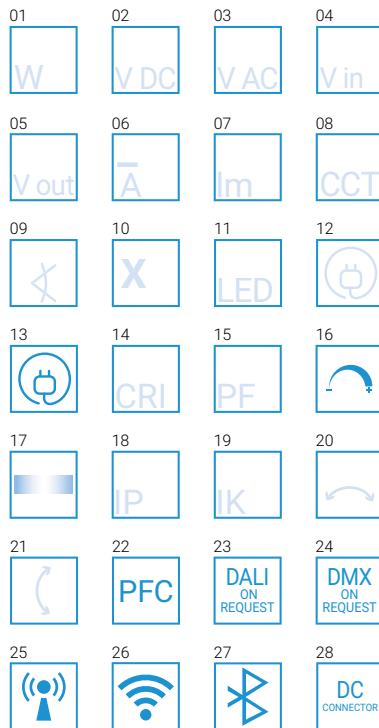 01 02 03 04
W V DC V AC V in
05 06 07 08
V out A lm CCT
09 10 11 12
X LED
13 14 15 16
CRI PF - +
17 18 19 20
IP IK
21 22 23 24
PFC DALI ON REQUEST DMX ON REQUEST
25 26 27 28
DC CONNECTOR